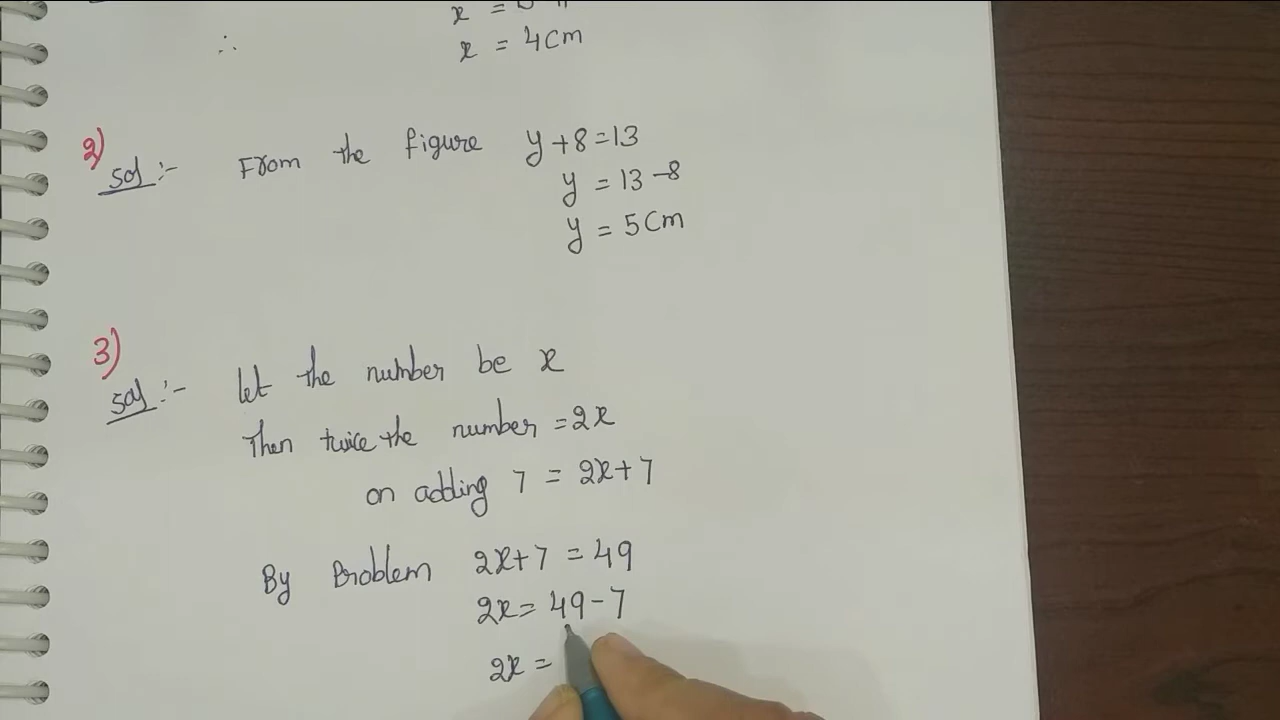 x =
∴ x = 4cm
2)
Sol :- From the figure y+8=13
y = 13-8
y = 5cm
3)
Sol :- let the number be x
Then twice the number =2x
on adding 7 = 2x+7
By Problem 2x+7 = 49
2x= 49-7
2x =